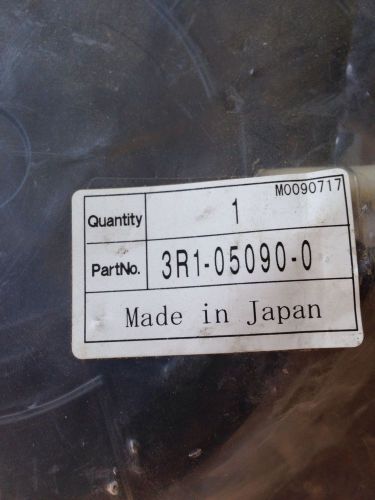 M0090717
Quantity 1
PartNo. 3R1-05090-0
Made in Japan